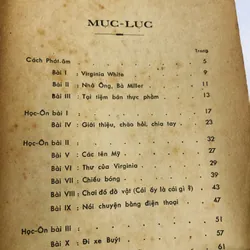 MỤC-LỤC
Trang
Cách Phát-âm 5
Bài I : Virginia White 9
Bài II : Nhà Ông, Bà Miller 11
Bài III : Tại tiệm bán thực phẩm 13
Học-Ôn bài I 17
Bài IV : Giới thiệu, chào hỏi, chia tay 23
Học-Ôn bài II 27
Bài V : Các tên Mỹ 29
Bài VI : Thư của Virginia 31
Bài VII : Chiếu bóng 37
Bài VIII : Chơi đố đồ vật (Cái ấy là cái gì ?) 43
Bài IX : Nói chuyện bằng điện thoại 47
Học-Ôn bài III 57
Bài X : Đi xe Buýt 61